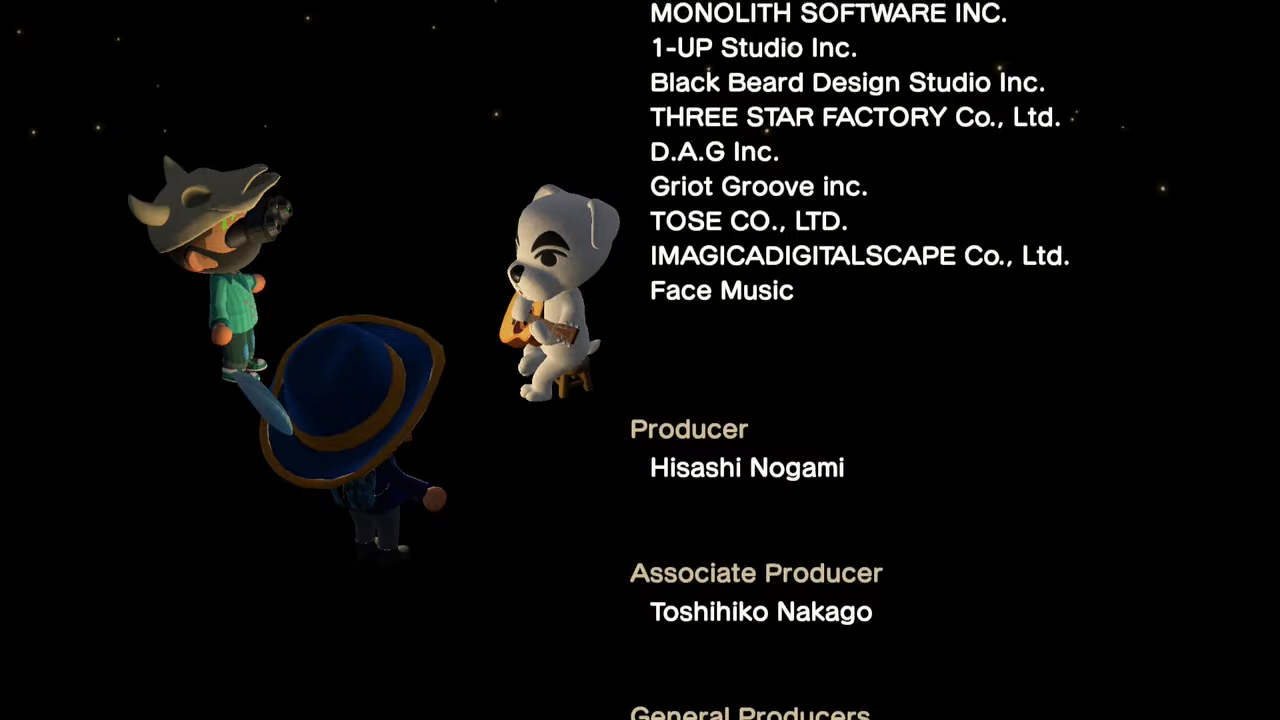 MONOLITH SOFTWARE INC.
1-UP Studio Inc.
Black Beard Design Studio Inc.
THREE STAR FACTORY Co., Ltd.
D.A.G Inc.
Griot Groove inc.
TOSE CO., LTD.
IMAGICADIGITALSCAPE Co., Ltd.
Face Music
Producer
Hisashi Nogami
Associate Producer
Toshihiko Nakago
General Producers